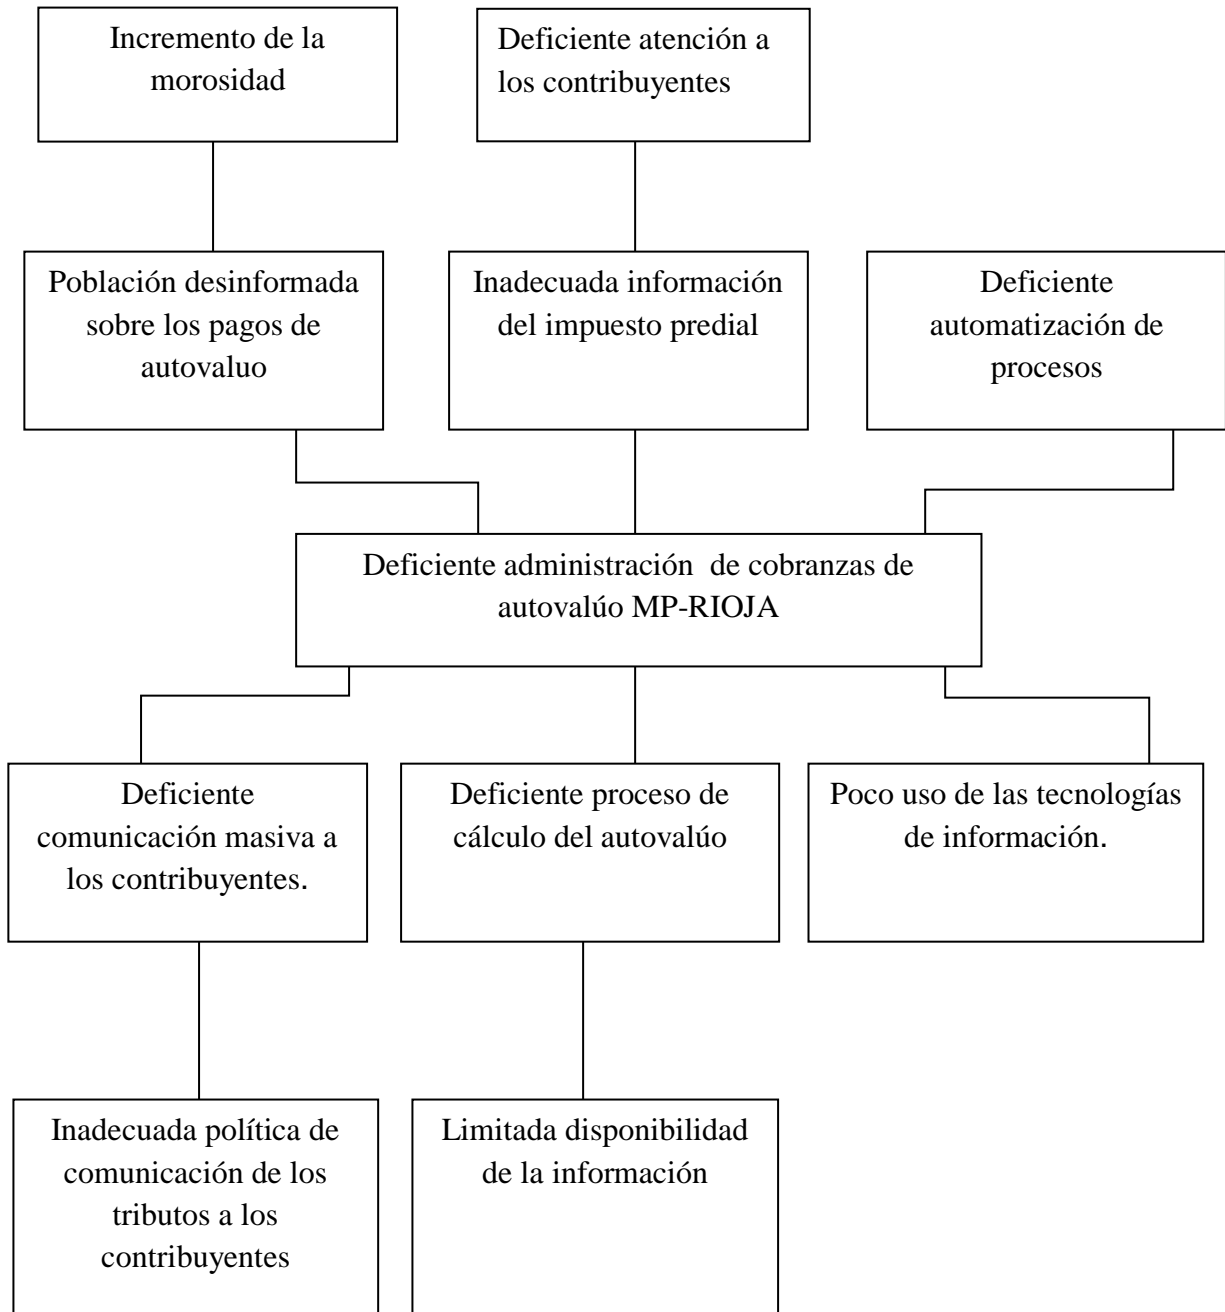 Incremento de la
morosidad
Deficiente atención a
los contribuyentes
Población desinformada
sobre los pagos de
autovaluo
Inadecuada información
del impuesto predial
Deficiente
automatización de
procesos
Deficiente administración  de cobranzas de
autovalúo MP-RIOJA
Deficiente
comunicación masiva a
los contribuyentes.
Deficiente proceso de
cálculo del autovalúo
Poco uso de las tecnologías
de información.
Inadecuada política de
comunicación de los
tributos a los
contribuyentes
Limitada disponibilidad
de la información